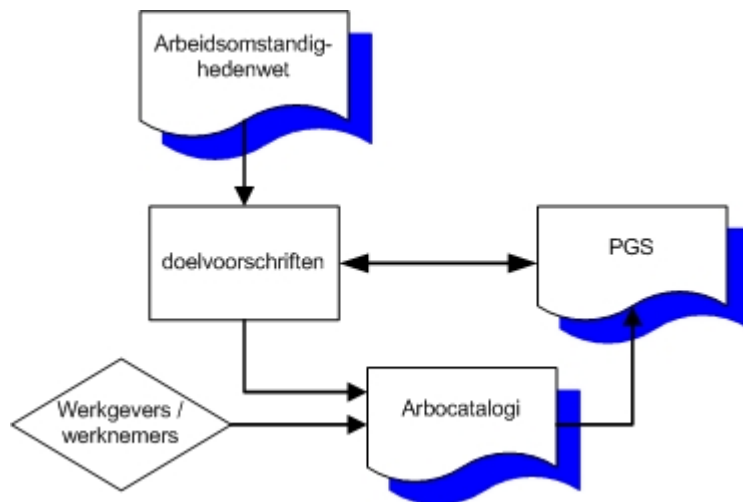 Arbeidsomstandig-
hedenwet
doelvoorschriften
PGS
Werkgevers /
werknemers
Arbocatalogi